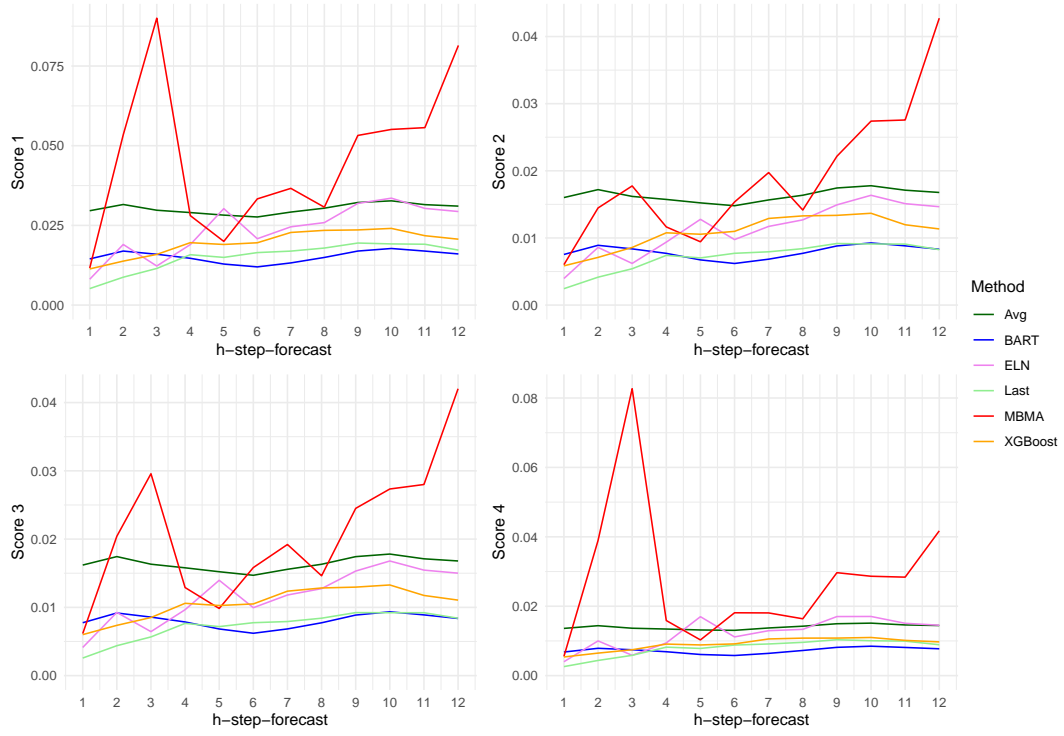 0.075
0.050
0.025
0.000
Score 1
1 2 3 4 5 6 7 8 9 10 11 12
h−step−forecast
0.04
0.03
0.02
0.01
0.00
Score 2
1 2 3 4 5 6 7 8 9 10 11 12
h−step−forecast
0.04
0.03
0.02
0.01
0.00
Score 3
1 2 3 4 5 6 7 8 9 10 11 12
h−step−forecast
0.08
0.06
0.04
0.02
0.00
Score 4
1 2 3 4 5 6 7 8 9 10 11 12
h−step−forecast
Method
Avg
BART
ELN
Last
MBMA
XGBoost